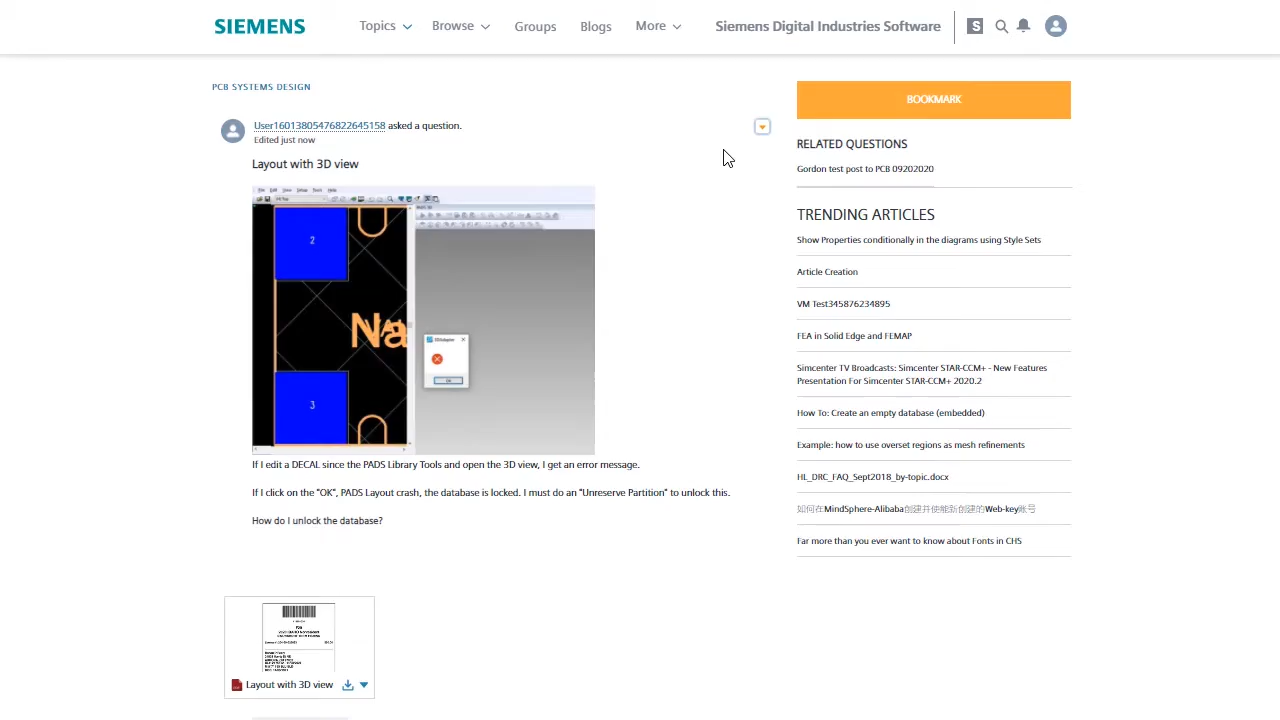 SIEMENS
Topics
Browse
Groups
Blogs
More
Siemens Digital Industries Software
S
PCB SYSTEMS DESIGN
User16013805476822645158 asked a question.
Edited just now
Layout with 3D view
File Edit View Setup Tools Help
2
Na
3
OK
If I edit a DECAL since the PADS Library Tools and open the 3D view, I get an error message.
If I click on the "OK", PADS Layout crash, the database is locked. I must do an "Unreserve Partition" to unlock this.
How do I unlock the database?
Layout with 3D view
BOOKMARK
RELATED QUESTIONS
Gordon test post to PCB 09202020
TRENDING ARTICLES
Show Properties conditionally in the diagrams using Style Sets
Article Creation
VM Test345876234895
FEA in Solid Edge and FEMAP
Simcenter TV Broadcasts: Simcenter STAR-CCM+ - New Features
Presentation For Simcenter STAR-CCM+ 2020.2
How To: Create an empty database (embedded)
Example: how to use overset regions as mesh refinements
HL_DRC_FAQ_Sept2018_by-topic.docx
如何在MindSphere-Alibaba创建并使能新创建的Web-key账号
Far more than you ever want to know about Fonts in CHS